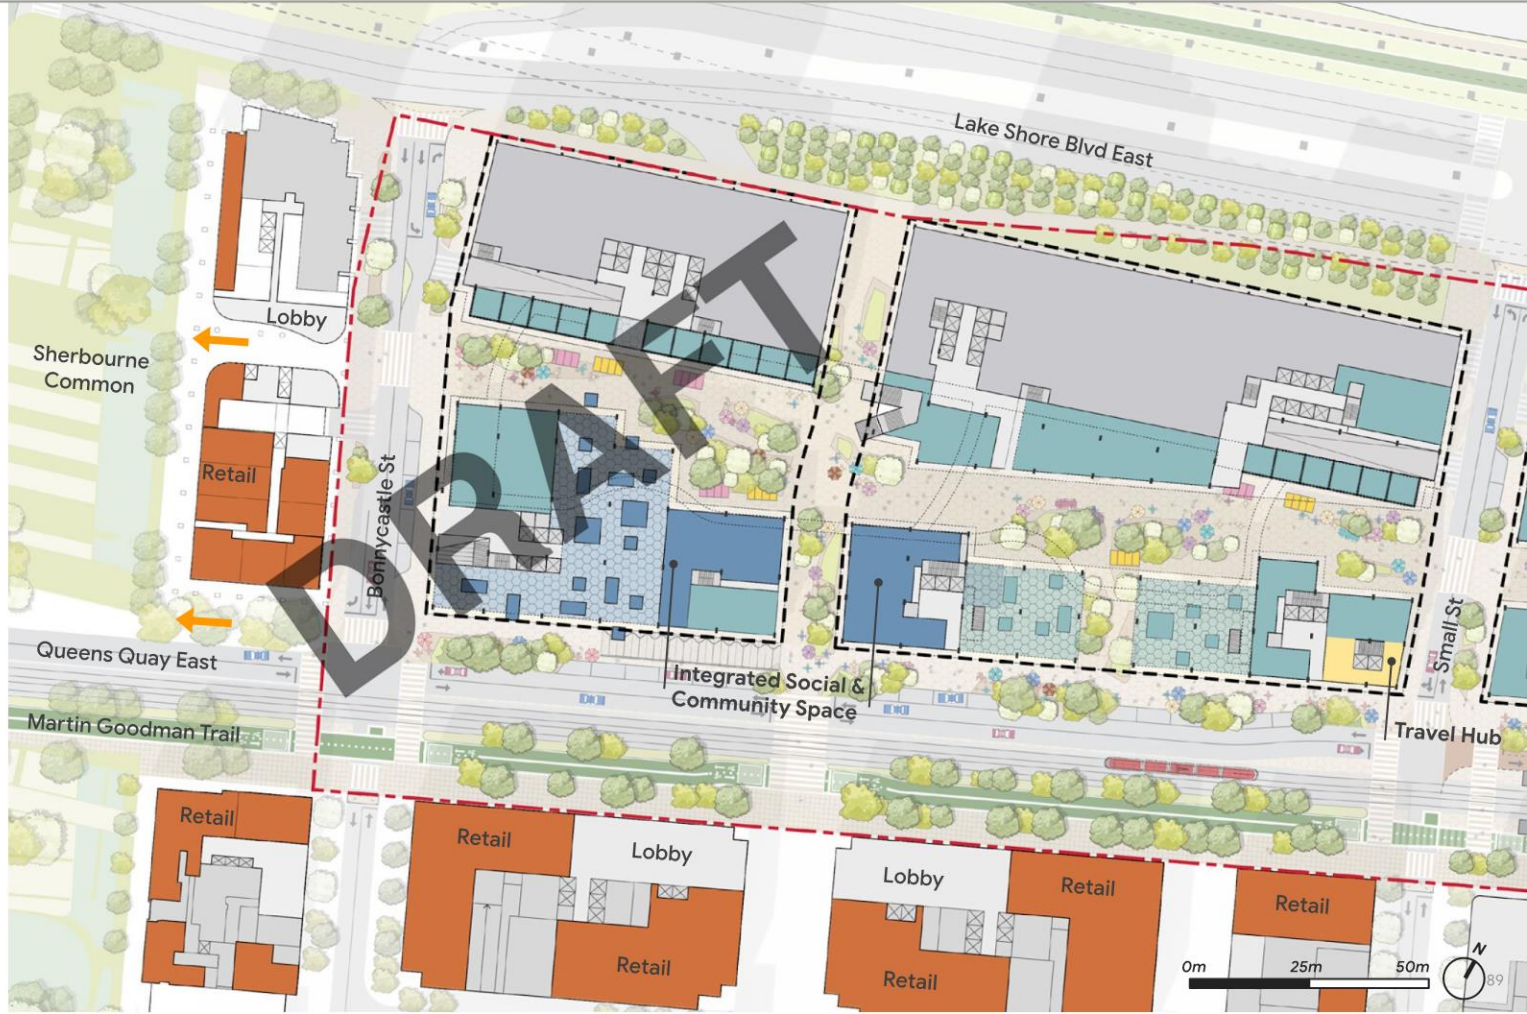 Lake Shore Blvd East
Lobby
Sherbourne
Common
Retail
Bonnycastle St
DRAFT
Small St
Queens Quay East
Integrated Social &
Community Space
Travel Hub
Martin Goodman Trail
Retail
Retail
Lobby
Lobby
Retail
Retail
Retail
Retail
0m 25m 50m
N
89